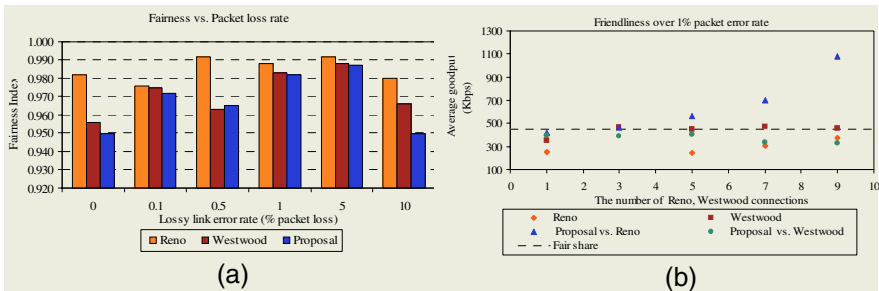 Fairness vs. Packet loss rate
Fairness Index
1.000
0.990
0.980
0.970
0.960
0.950
0.940
0.930
0.920
0
0.1
0.5
1
5
10
Lossy link error rate (% packet loss)
Reno
Westwood
Proposal
(a)
Friendliness over 1% packet error rate
Average goodput
(Kbps)
1300
1100
900
700
500
300
100
0
1
2
3
4
5
6
7
8
9
10
The number of Reno, Westwood connections
Reno
Westwood
Proposal vs. Reno
Proposal vs. Westwood
Fair share
(b)